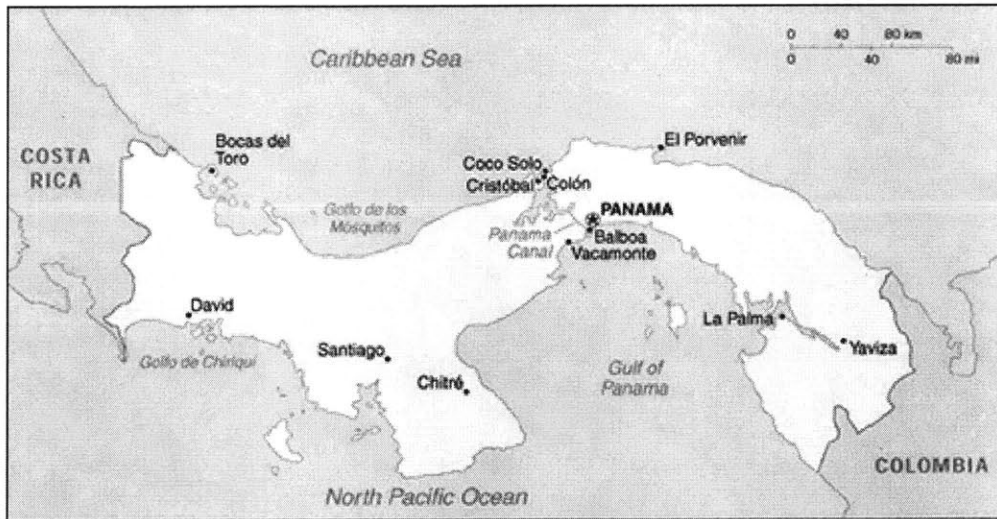 0 40 80 km
0 40 80 mi
Caribbean Sea
El Porvenir
Bocas del
Toro
COSTA
RICA
Coco Solo
Cristóbal
Colón
Golfo de los
Mosquitos
PANAMA
Panama
Canal
Balboa
Vacamonte
David
La Palma
Yaviza
Santiago
Golfo de Chiriquí
Chitré
Gulf of
Panama
COLOMBIA
North Pacific Ocean